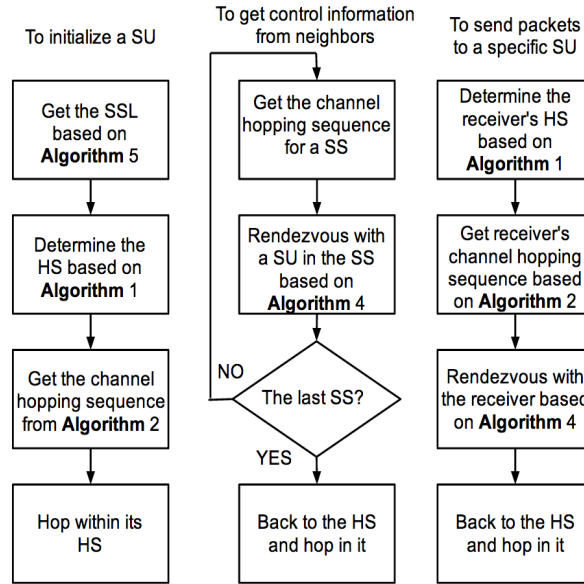 To initialize a SU
Get the SSL
based on
Algorithm 5
Determine the
HS based on
Algorithm 1
Get the channel
hopping sequence
from Algorithm 2
Hop within its
HS
To get control information
from neighbors
Get the channel
hopping sequence
for a SS
Rendezvous with
a SU in the SS
based on
Algorithm 4
NO
The last SS?
YES
Back to the HS
and hop in it
To send packets
to a specific SU
Determine the
receiver's HS
based on
Algorithm 1
Get receiver's
channel hopping
sequence based
on Algorithm 2
Rendezvous with
the receiver based
on Algorithm 4
Back to the HS
and hop in it